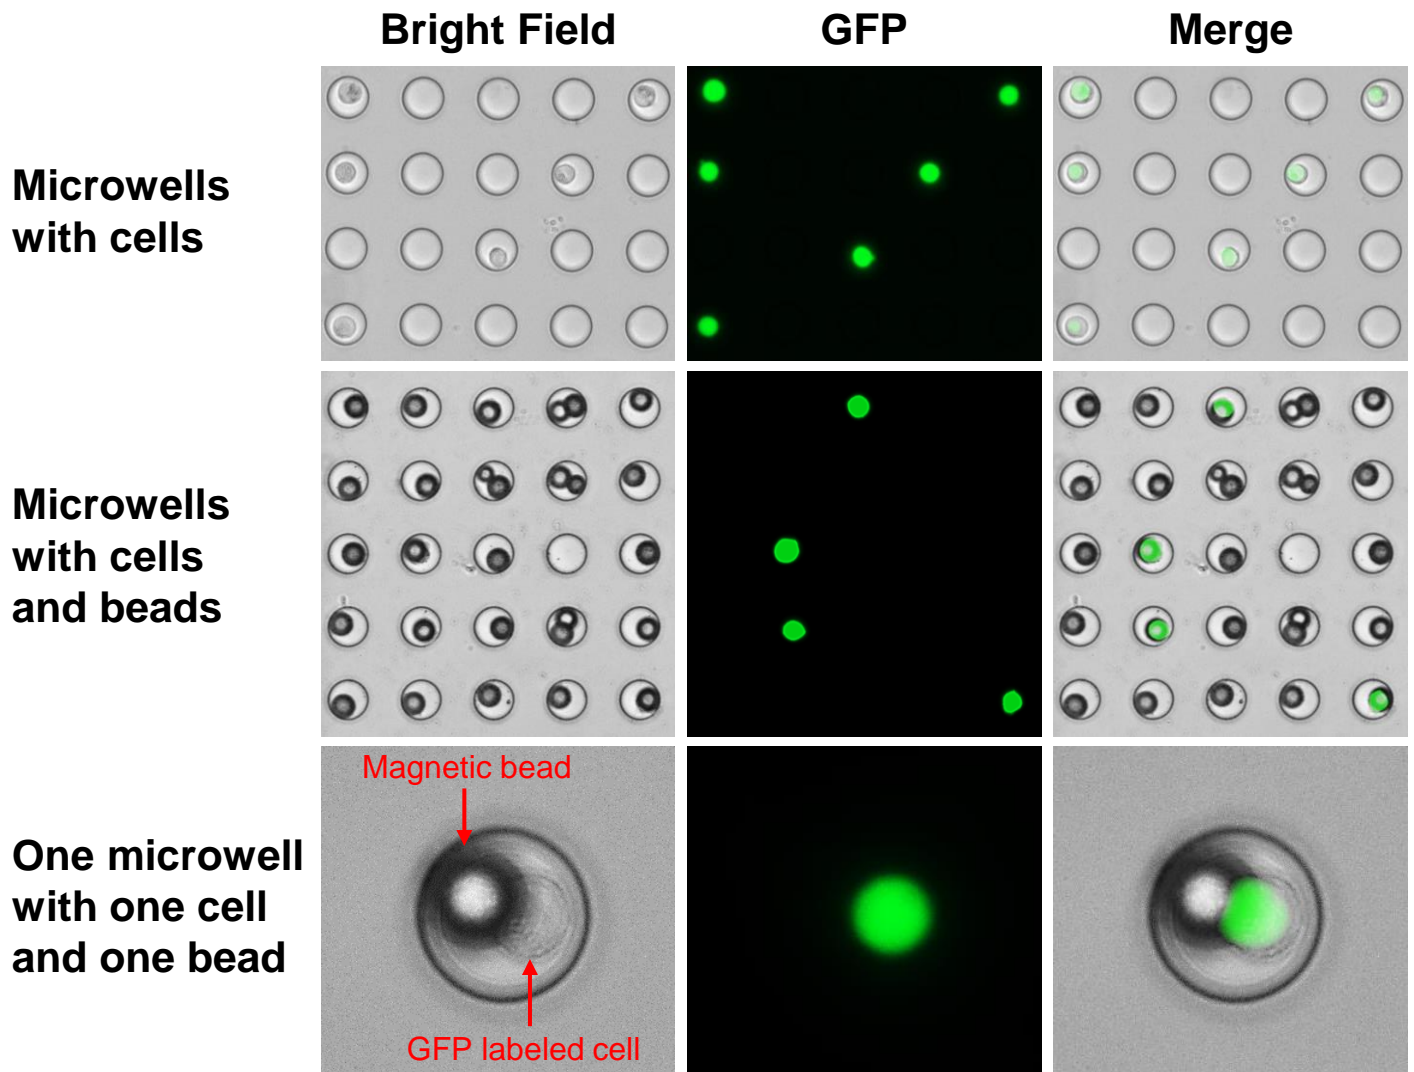 Bright Field
GFP
Merge
Microwells
with cells
Microwells
with cells
and beads
One microwell
with one cell
and one bead
Magnetic bead
GFP labeled cell